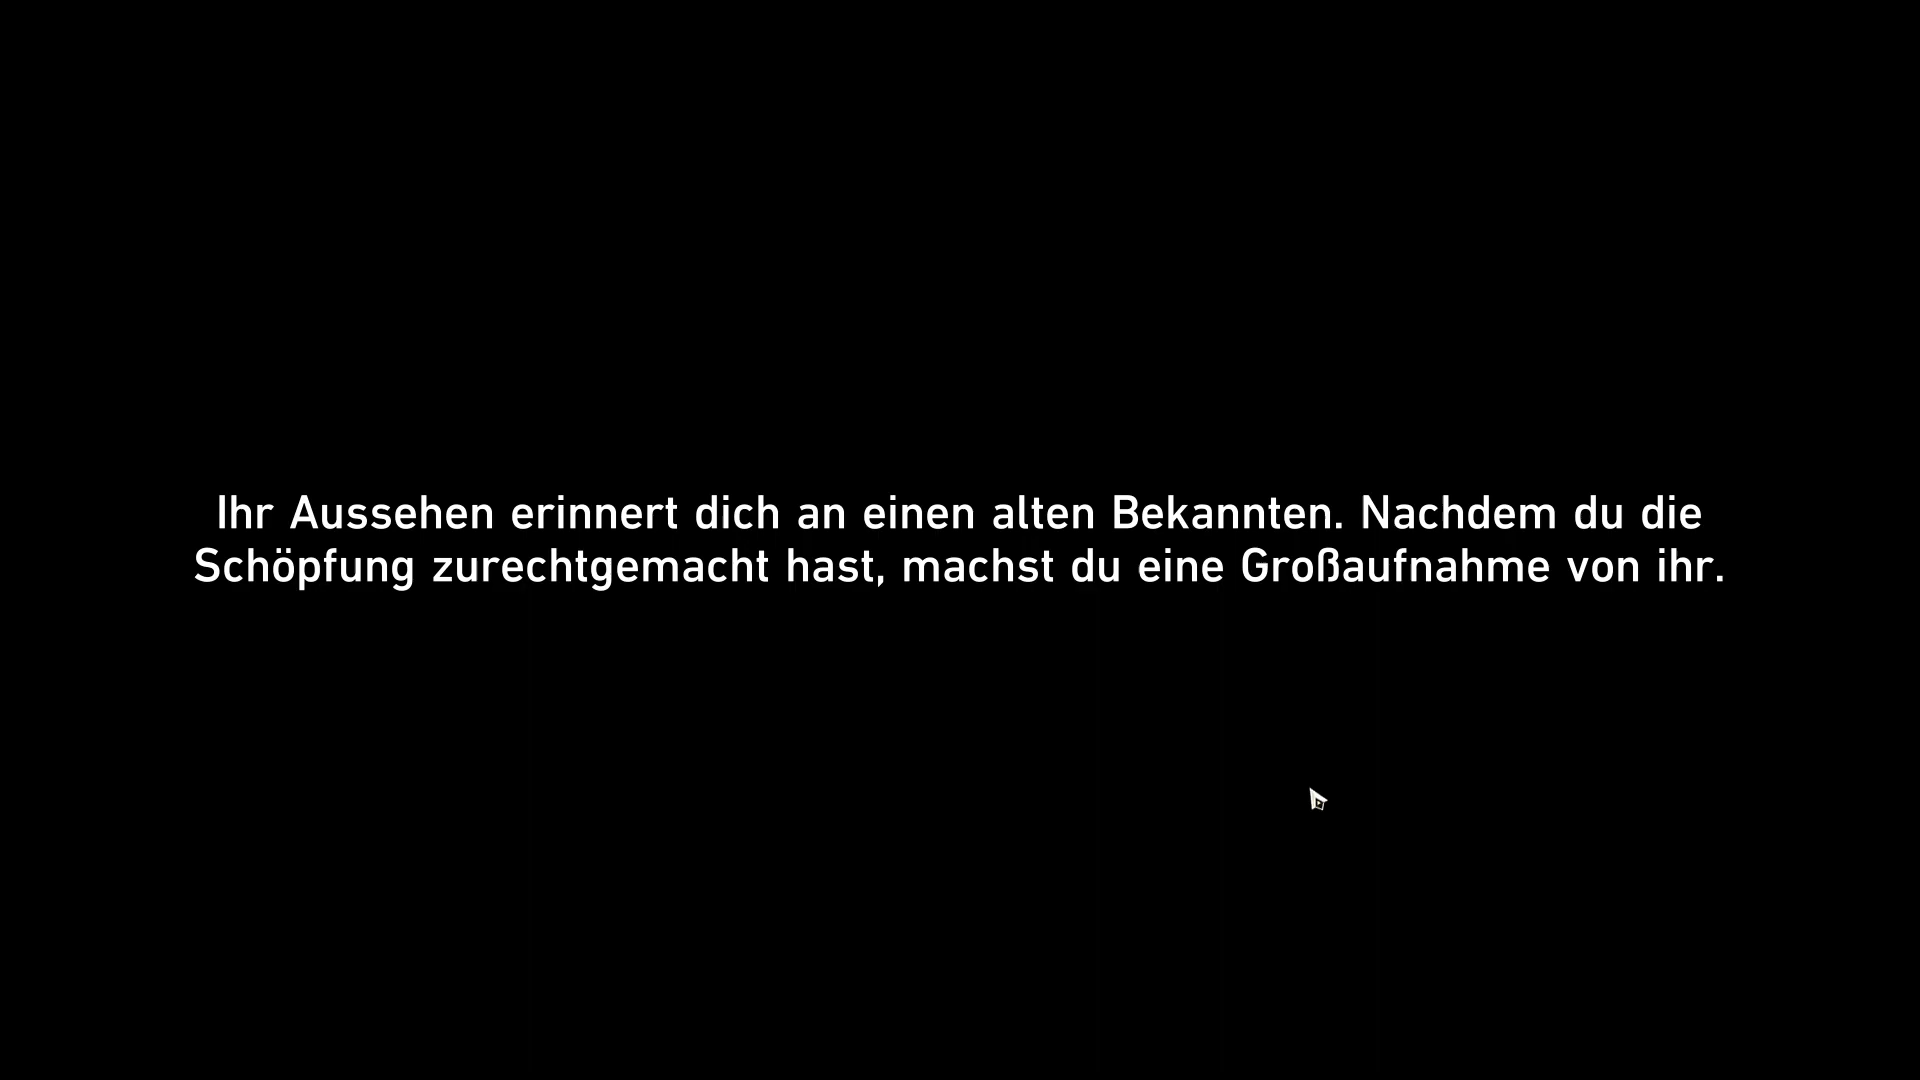 Ihr Aussehen erinnert dich an einen alten Bekannten. Nachdem du die
Schöpfung zurechtgemacht hast, machst du eine Großaufnahme von ihr.